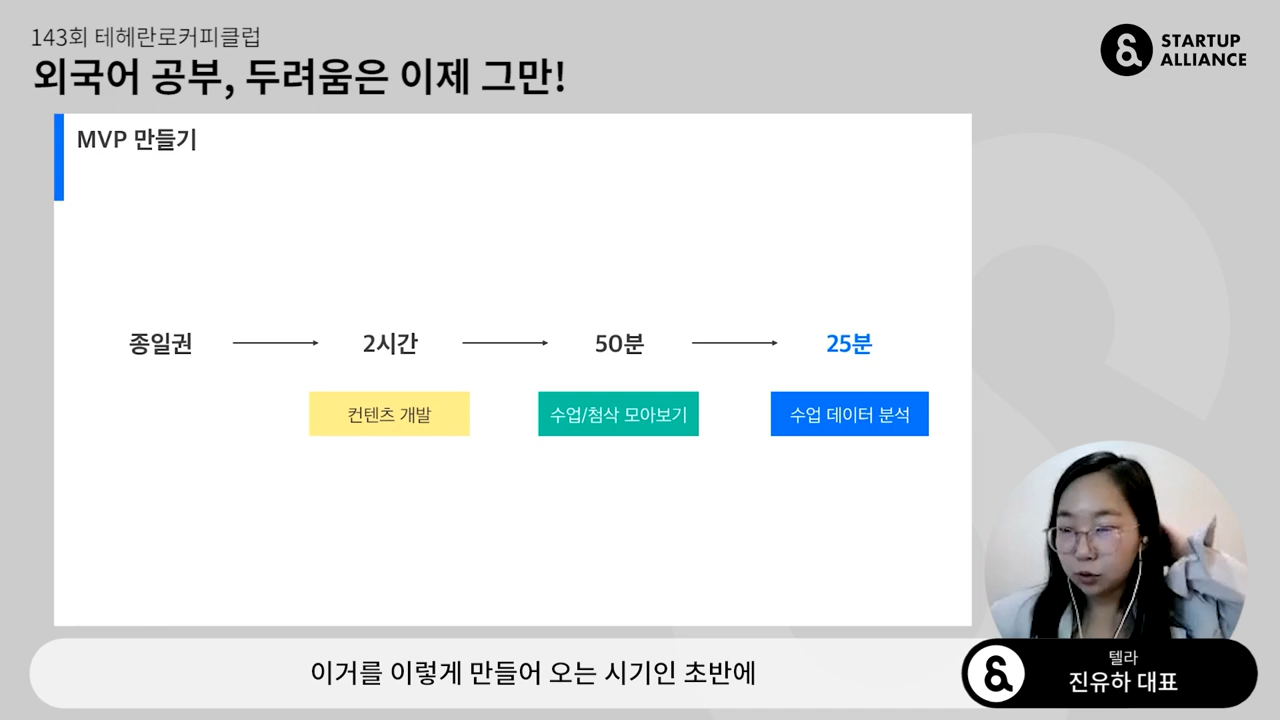 143회 테헤란로커피클럽
외국어 공부, 두려움은 이제 그만!
STARTUP
ALLIANCE
MVP 만들기
종일권
2시간
50분
25분
컨텐츠 개발
수업/첨삭 모아보기
수업 데이터 분석
이거를 이렇게 만들어 오는 시기인 초반에
텔라
진유하 대표